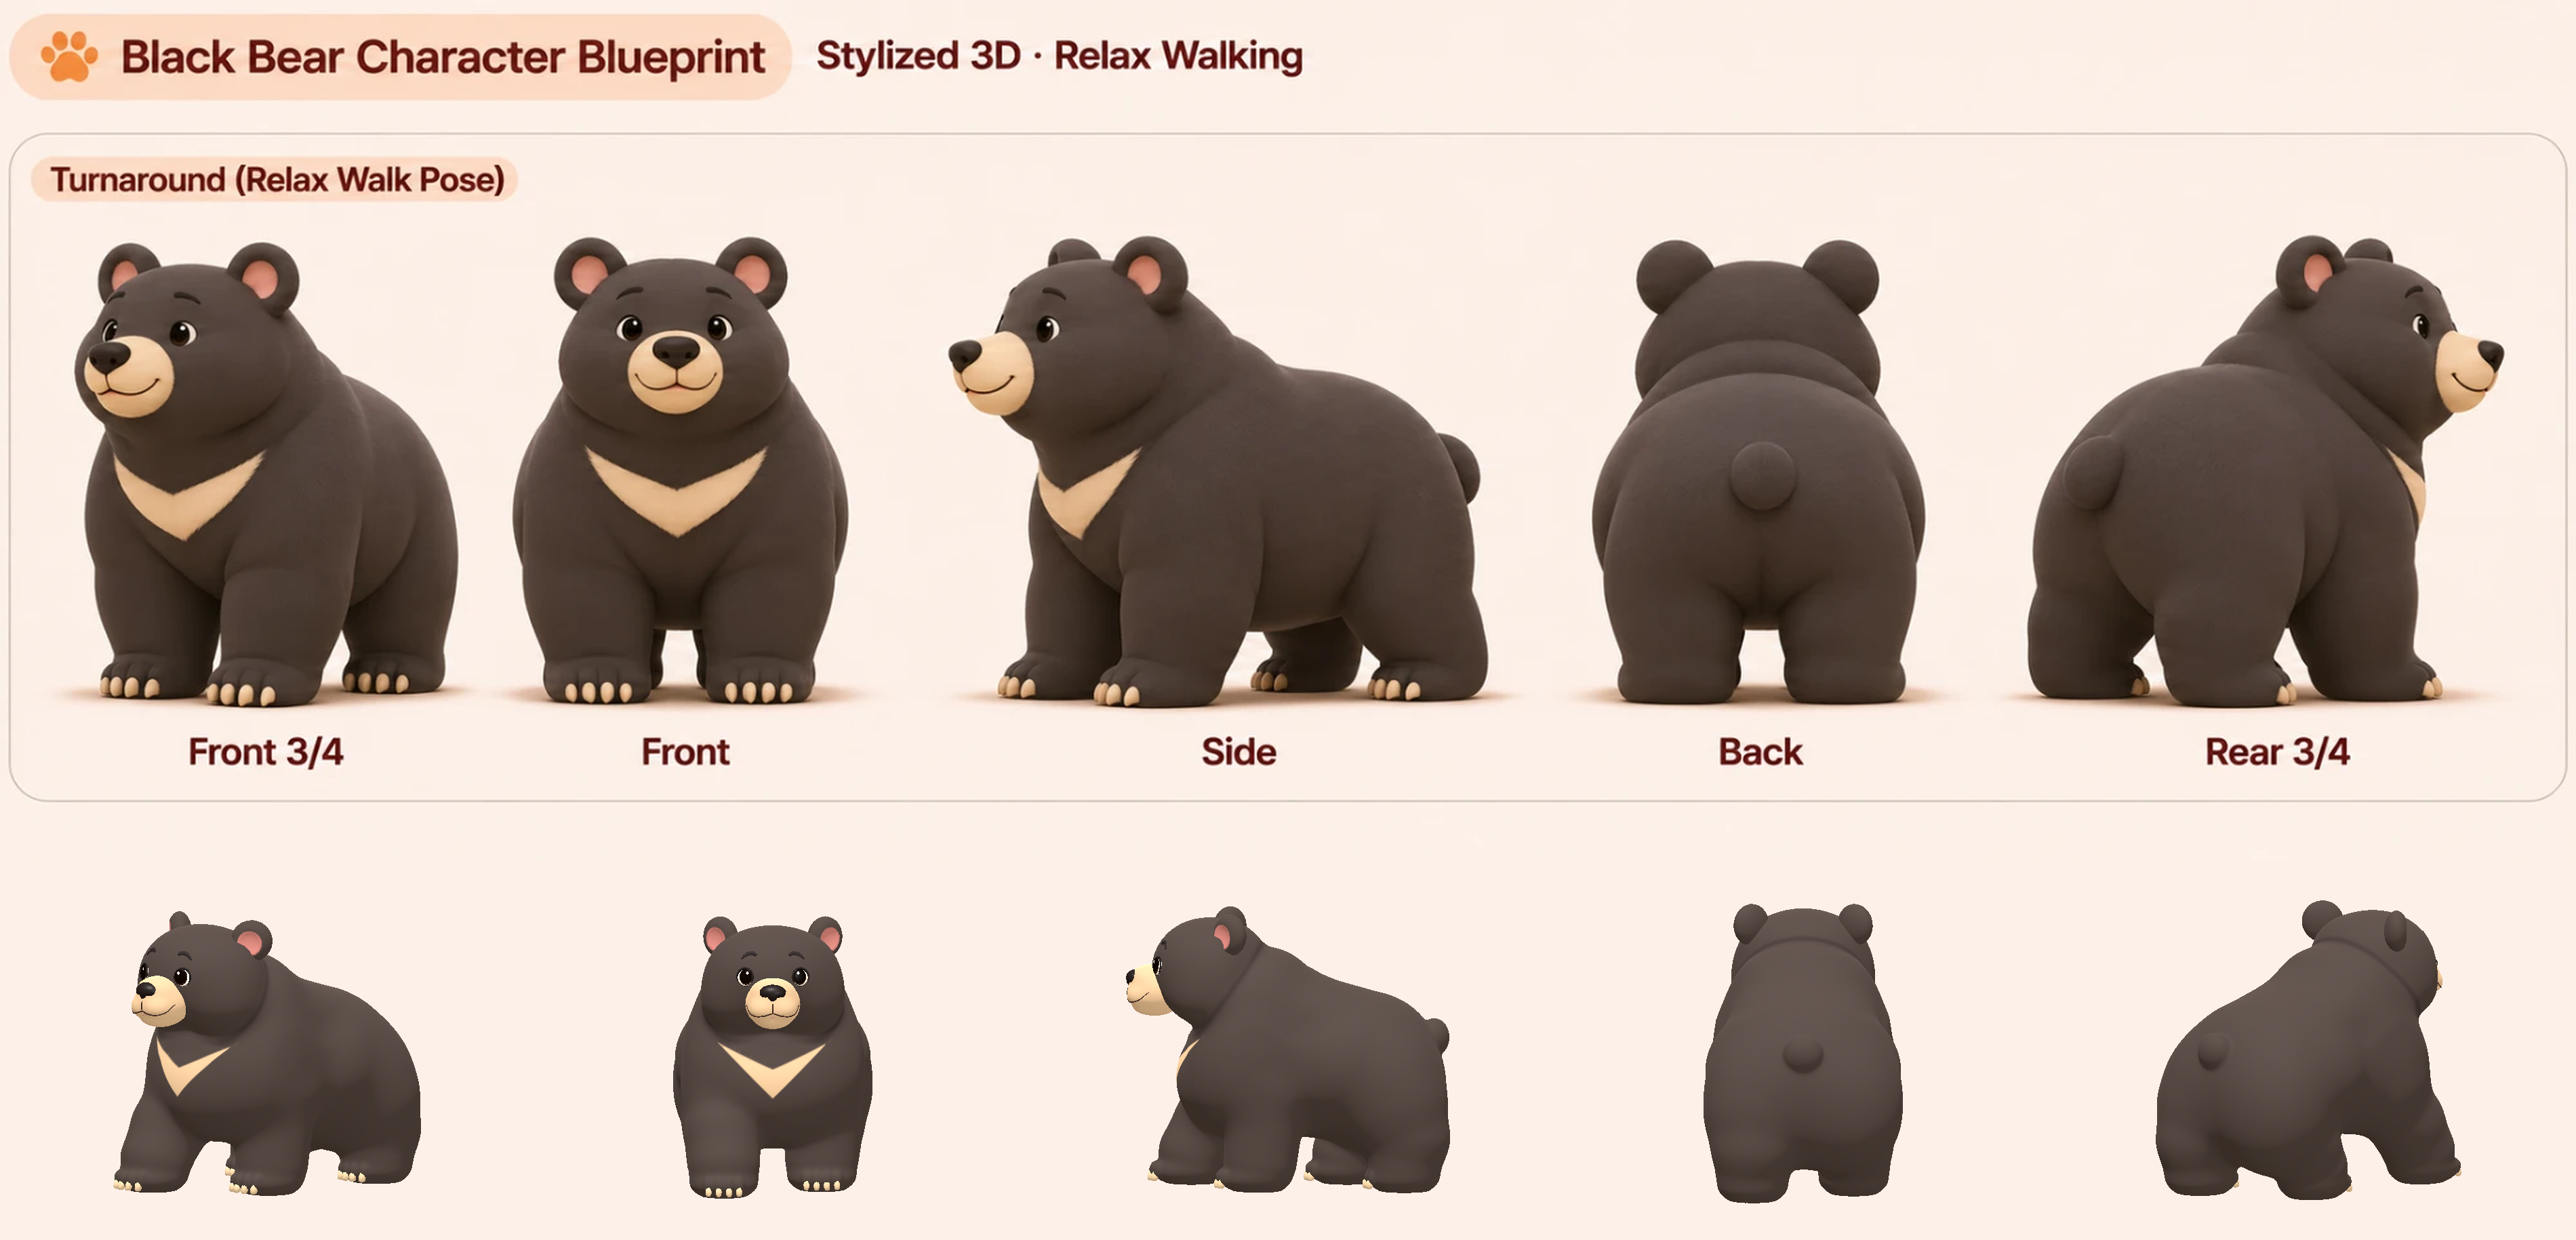 Black Bear Character Blueprint Stylized 3D · Relax Walking
Turnaround (Relax Walk Pose)
Front 3/4
Front
Side
Back
Rear 3/4